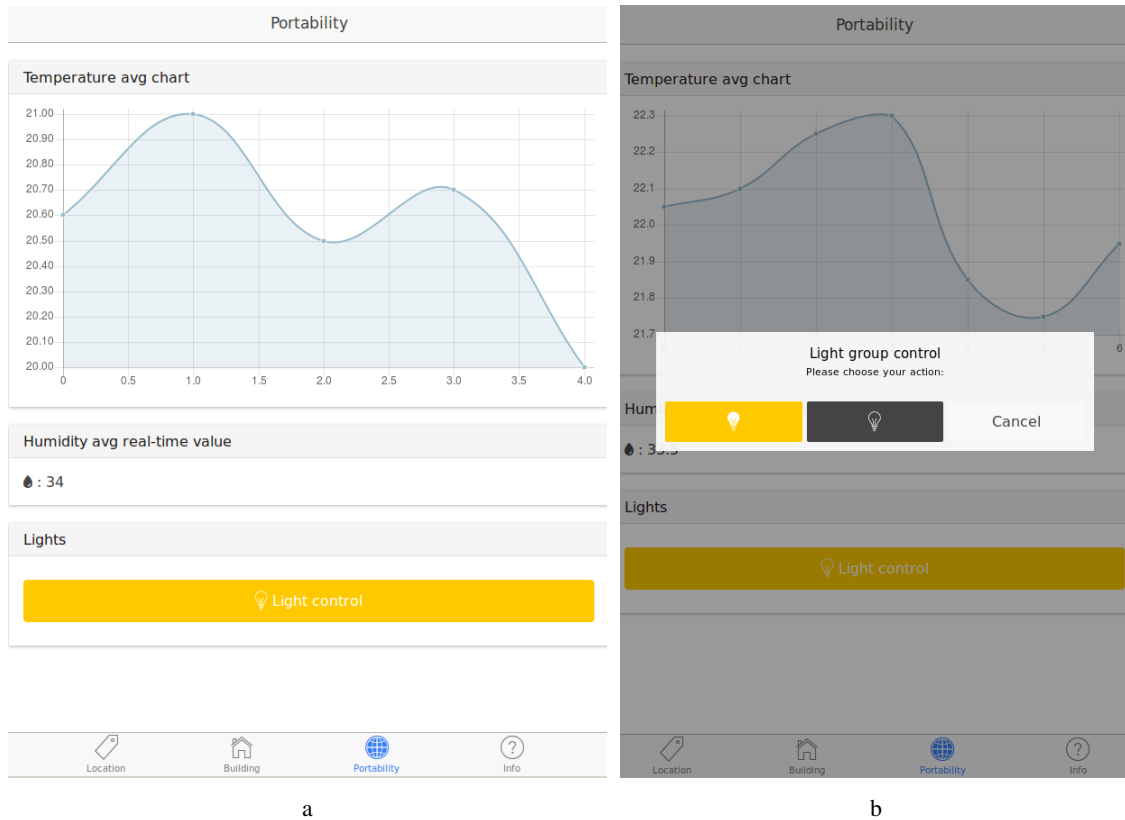 Portability
Temperature avg chart
21.00
20.90
20.80
20.70
20.60
20.50
20.40
20.30
20.20
20.10
20.00
0 0.5 1.0 1.5 2.0 2.5 3.0 3.5 4.0
Humidity avg real-time value
: 34
Lights
Light control
Location Building Portability Info
a
Portability
Temperature avg chart
22.3
22.2
22.1
22.0
21.9
21.8
21.7
6
Light group control
Please choose your action:
Hum
Cancel
: 33.5
Lights
Light control
Location Building Portability Info
b